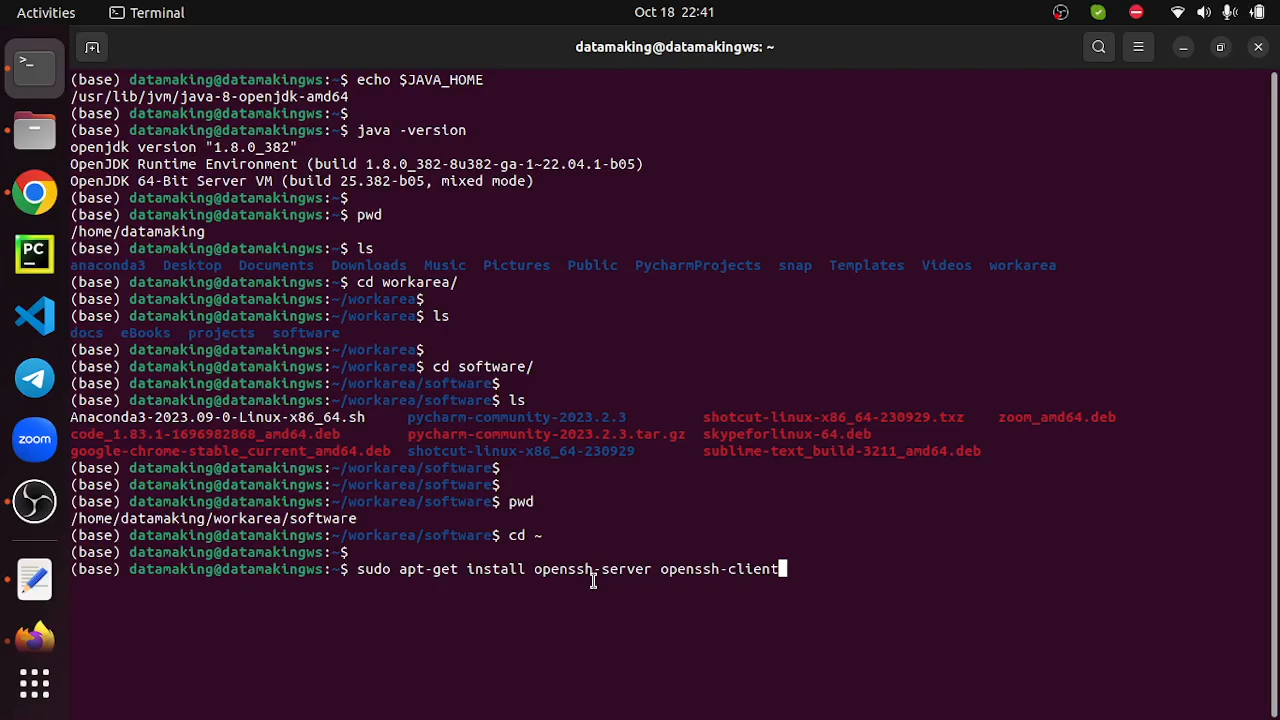 Activities Terminal Oct 18 22:41
datamaking@datamakingws: ~
(base) datamaking@datamakingws:~$ echo $JAVA_HOME
/usr/lib/jvm/java-8-openjdk-amd64
(base) datamaking@datamakingws:~$
(base) datamaking@datamakingws:~$ java -version
openjdk version "1.8.0_382"
OpenJDK Runtime Environment (build 1.8.0_382-8u382-ga-1~22.04.1-b05)
OpenJDK 64-Bit Server VM (build 25.382-b05, mixed mode)
(base) datamaking@datamakingws:~$
(base) datamaking@datamakingws:~$ pwd
/home/datamaking
(base) datamaking@datamakingws:~$ ls
anaconda3 Desktop Documents Downloads Music Pictures Public PycharmProjects snap Templates Videos workarea
(base) datamaking@datamakingws:~$ cd workarea/
(base) datamaking@datamakingws:~/workarea$
(base) datamaking@datamakingws:~/workarea$ ls
docs eBooks projects software
(base) datamaking@datamakingws:~/workarea$
(base) datamaking@datamakingws:~/workarea$ cd software/
(base) datamaking@datamakingws:~/workarea/software$
(base) datamaking@datamakingws:~/workarea/software$ ls
Anaconda3-2023.09-0-Linux-x86_64.sh pycharm-community-2023.2.3 shotcut-linux-x86_64-230929.txz zoom_amd64.deb
code_1.83.1-1696982868_amd64.deb pycharm-community-2023.2.3.tar.gz skypeforlinux-64.deb
google-chrome-stable_current_amd64.deb shotcut-linux-x86_64-230929 sublime-text_build-3211_amd64.deb
(base) datamaking@datamakingws:~/workarea/software$
(base) datamaking@datamakingws:~/workarea/software$
(base) datamaking@datamakingws:~/workarea/software$ pwd
/home/datamaking/workarea/software
(base) datamaking@datamakingws:~/workarea/software$ cd ~
(base) datamaking@datamakingws:~$
(base) datamaking@datamakingws:~$ sudo apt-get install openssh-server openssh-client
PC
zoom